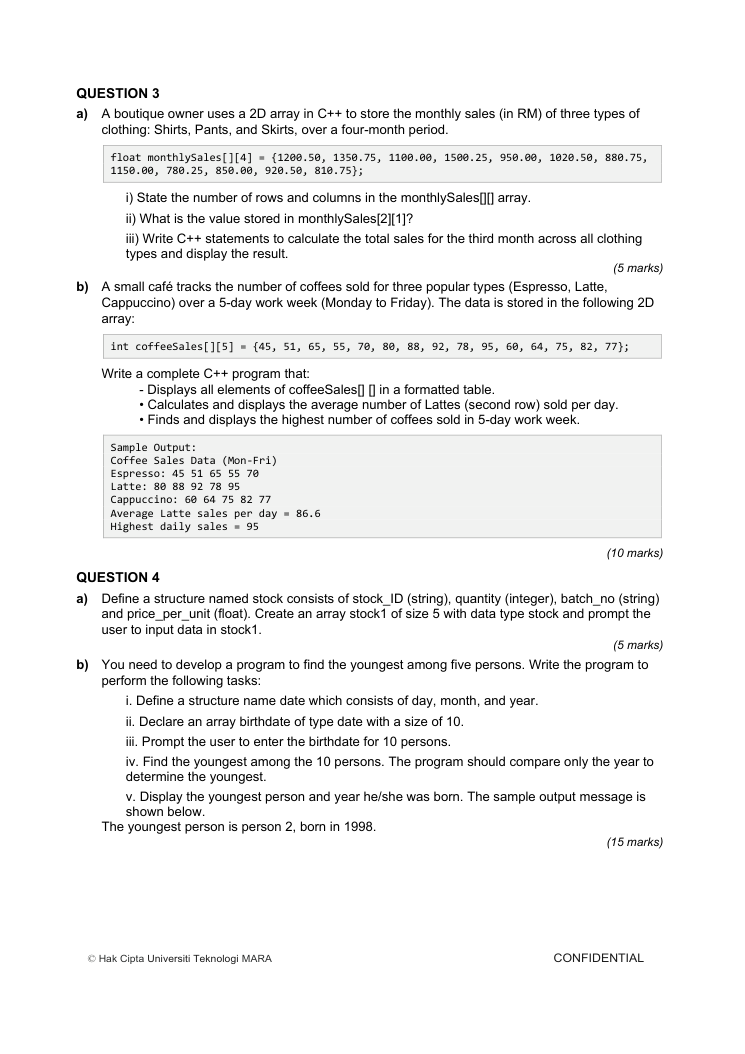 QUESTION 3
a) A boutique owner uses a 2D array in C++ to store the monthly sales (in RM) of three types of
clothing: Shirts, Pants, and Skirts, over a four-month period.
float monthlySales[][4] = {1200.50, 1350.75, 1100.00, 1500.25, 950.00, 1020.50, 880.75,
1150.00, 780.25, 850.00, 920.50, 810.75};
i) State the number of rows and columns in the monthlySales[][] array.
ii) What is the value stored in monthlySales[2][1]?
iii) Write C++ statements to calculate the total sales for the third month across all clothing
types and display the result.
(5 marks)
b) A small café tracks the number of coffees sold for three popular types (Espresso, Latte,
Cappuccino) over a 5-day work week (Monday to Friday). The data is stored in the following 2D
array:
int coffeeSales[][5] = {45, 51, 65, 55, 70, 80, 88, 92, 78, 95, 60, 64, 75, 82, 77};
Write a complete C++ program that:
- Displays all elements of coffeeSales[] [] in a formatted table.
• Calculates and displays the average number of Lattes (second row) sold per day.
• Finds and displays the highest number of coffees sold in 5-day work week.
Sample Output:
Coffee Sales Data (Mon-Fri)
Espresso: 45 51 65 55 70
Latte: 80 88 92 78 95
Cappuccino: 60 64 75 82 77
Average Latte sales per day = 86.6
Highest daily sales = 95
(10 marks)
QUESTION 4
a) Define a structure named stock consists of stock_ID (string), quantity (integer), batch_no (string)
and price_per_unit (float). Create an array stock1 of size 5 with data type stock and prompt the
user to input data in stock1.
(5 marks)
b) You need to develop a program to find the youngest among five persons. Write the program to
perform the following tasks:
i. Define a structure name date which consists of day, month, and year.
ii. Declare an array birthdate of type date with a size of 10.
iii. Prompt the user to enter the birthdate for 10 persons.
iv. Find the youngest among the 10 persons. The program should compare only the year to
determine the youngest.
v. Display the youngest person and year he/she was born. The sample output message is
shown below.
The youngest person is person 2, born in 1998.
(15 marks)
© Hak Cipta Universiti Teknologi MARA CONFIDENTIAL